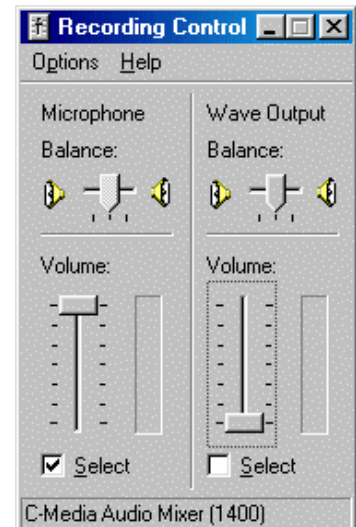 Recording Control
Options Help
Microphone
Balance:
Volume:
Select
Wave Output
Balance:
Volume:
Select
C-Media Audio Mixer (1400)